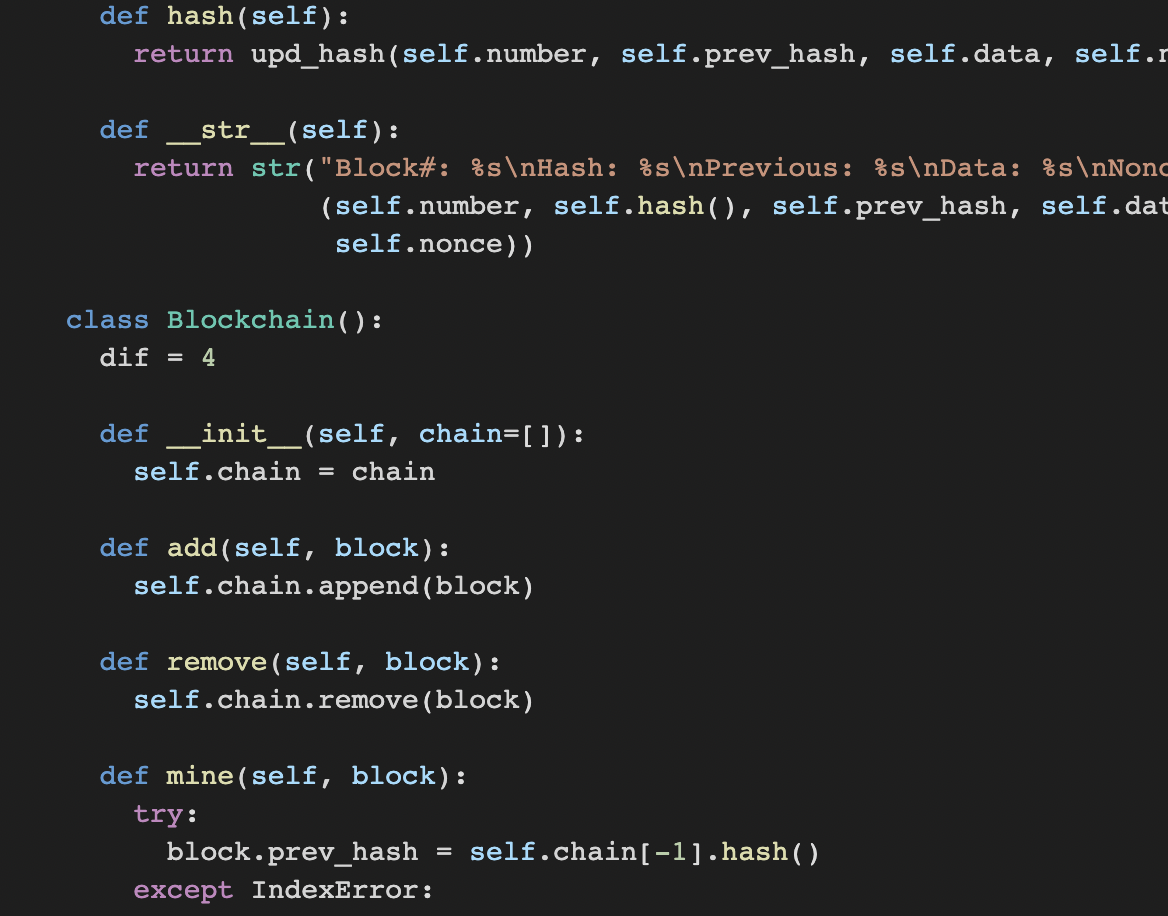 def hash(self):
return upd_hash(self.number, self.prev_hash, self.data, self.
def __str__(self):
return str("Block#: %s\nHash: %s\nPrevious: %s\nData: %s\nNonc
(self.number, self.hash(), self.prev_hash, self.dat
self.nonce))
class Blockchain():
dif = 4
def __init__(self, chain=[]):
self.chain = chain
def add(self, block):
self.chain.append(block)
def remove(self, block):
self.chain.remove(block)
def mine(self, block):
try:
block.prev_hash = self.chain[-1].hash()
except IndexError: